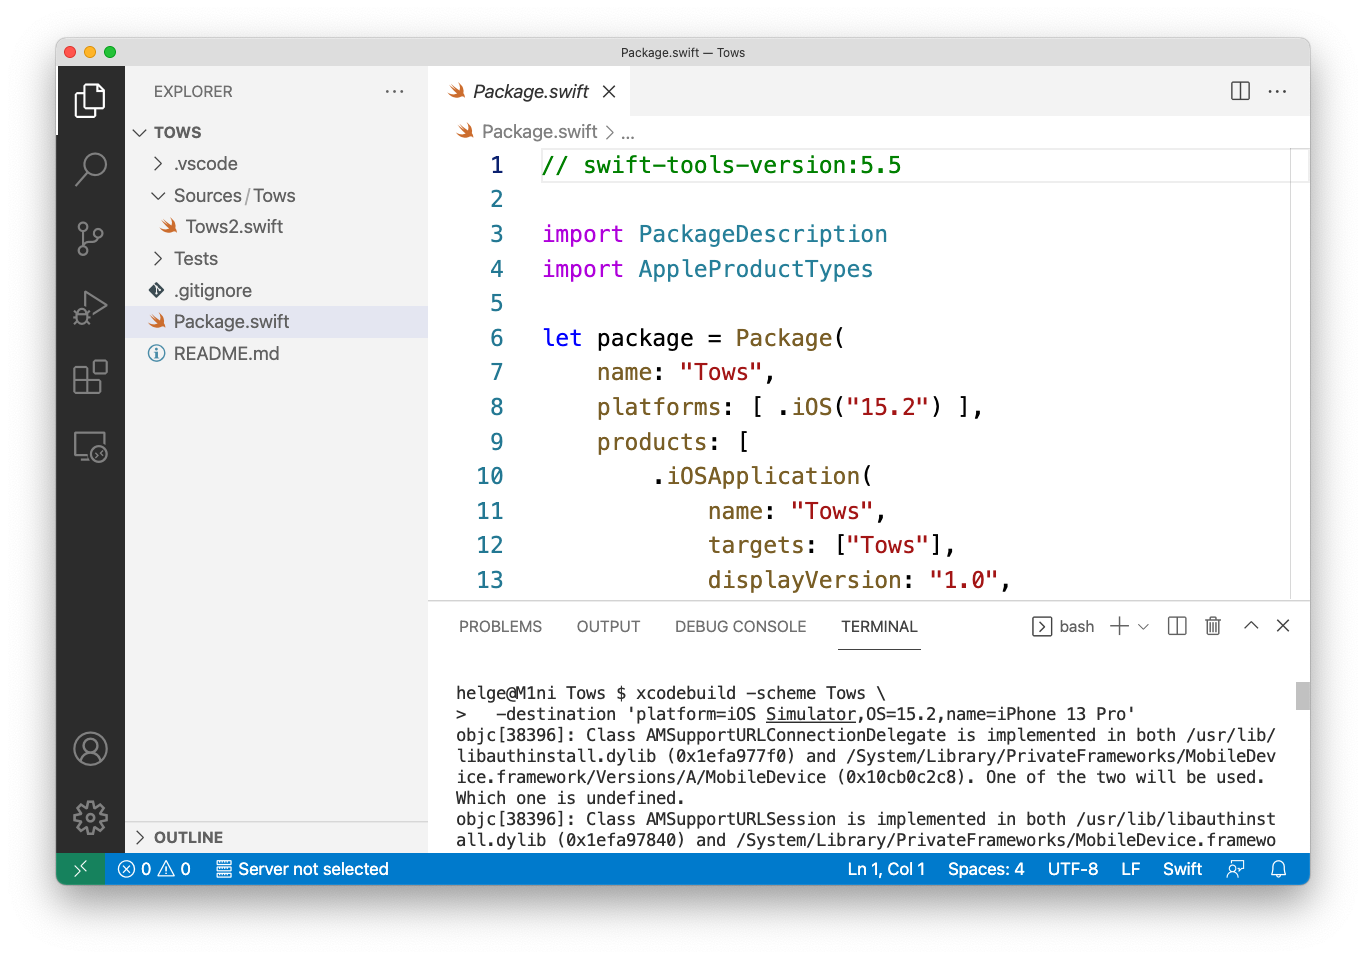 Package.swift — Tows
EXPLORER
TOWS
.vscode
Sources/Tows
Tows2.swift
Tests
.gitignore
Package.swift
README.md
OUTLINE
Package.swift
Package.swift > ...
1 // swift-tools-version:5.5
2
3 import PackageDescription
4 import AppleProductTypes
5
6 let package = Package(
7 name: "Tows",
8 platforms: [ .iOS("15.2") ],
9 products: [
10 .iOSApplication(
11 name: "Tows",
12 targets: ["Tows"],
13 displayVersion: "1.0",
PROBLEMS OUTPUT DEBUG CONSOLE TERMINAL bash
helge@M1ni Tows $ xcodebuild -scheme Tows \
> -destination 'platform=iOS Simulator,OS=15.2,name=iPhone 13 Pro'
objc[38396]: Class AMSupportURLConnectionDelegate is implemented in both /usr/lib/
libauthinstall.dylib (0x1efa977f0) and /System/Library/PrivateFrameworks/MobileDev
ice.framework/Versions/A/MobileDevice (0x10cb0c2c8). One of the two will be used.
Which one is undefined.
objc[38396]: Class AMSupportURLSession is implemented in both /usr/lib/libauthinst
all.dylib (0x1efa97840) and /System/Library/PrivateFrameworks/MobileDevice.framewo
0 0 Server not selected Ln 1, Col 1 Spaces: 4 UTF-8 LF Swift